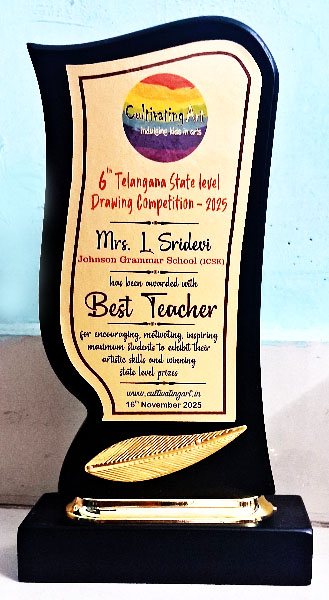 Cultivating Art
indulging kids in arts
6th Telangana State level
Drawing Competition - 2025
Mrs. L Sridevi
Johnson Grammar School (ICSE)
has been awarded with
Best Teacher
for encouraging, motivating, inspiring
maximum students to exhibit their
artistic skills and winning
state level prizes
www.cultivatingart.in
16th November 2025